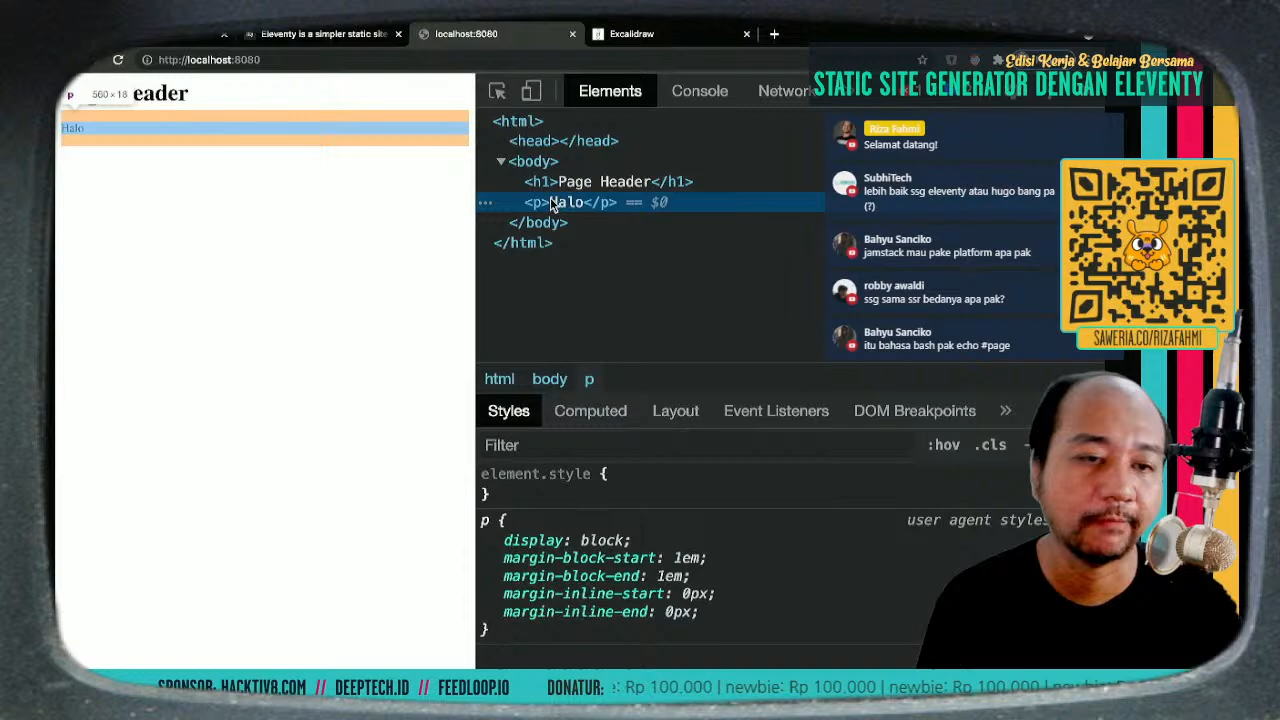 Eleventy is a simpler static site
localhost:8080
Excalidraw
http://localhost:8080
Edisi Kerja & Belajar Bersama
STATIC SITE GENERATOR DENGAN ELEVENTY
p 560 × 18
eader
Halo
Elements
Console
Network
<html>
<head></head>
<body>
<h1>Page Header</h1>
<p>Halo</p> == $0
</body>
</html>
Riza Fahmi
Selamat datang!
SubhiTech
lebih baik ssg eleventy atau hugo bang pa
(?)
Bahyu Sanciko
jamstack mau pake platform apa pak
robby awaldi
ssg sama ssr bedanya apa pak?
Bahyu Sanciko
itu bahasa bash pak echo #page
SAWERIA.CO/RIZAFAHMI
html body p
Styles
Computed
Layout
Event Listeners
DOM Breakpoints
Filter
:hov .cls
element.style {
}
p {
user agent styles
display: block;
margin-block-start: 1em;
margin-block-end: 1em;
margin-inline-start: 0px;
margin-inline-end: 0px;
}
SPONSOR: HACKTIV8.COM // DEEPTECH.ID // FEEDLOOP.IO
DONATUR: e: Rp 100.000 | newbie: Rp 100.000 | newbie: Rp 100.000